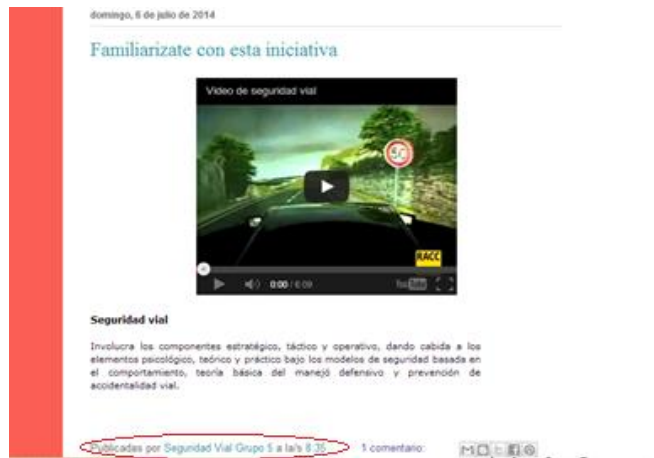 domingo, 6 de julio de 2014
Familiarizate con esta iniciativa
Video de seguridad vial
50
RACC
0:00 / 6:09
YouTube
Seguridad vial
Involucra los componentes estratégico, táctico y operativo, dando cabida a los
elementos psicológico, teórico y práctico bajo los modelos de seguridad basada en
el comportamiento, teoría básica del manejó defensivo y prevención de
accidentalidad vial.
Publicadas por Seguridad Vial Grupo 5 a la/s 8:35 1 comentario: